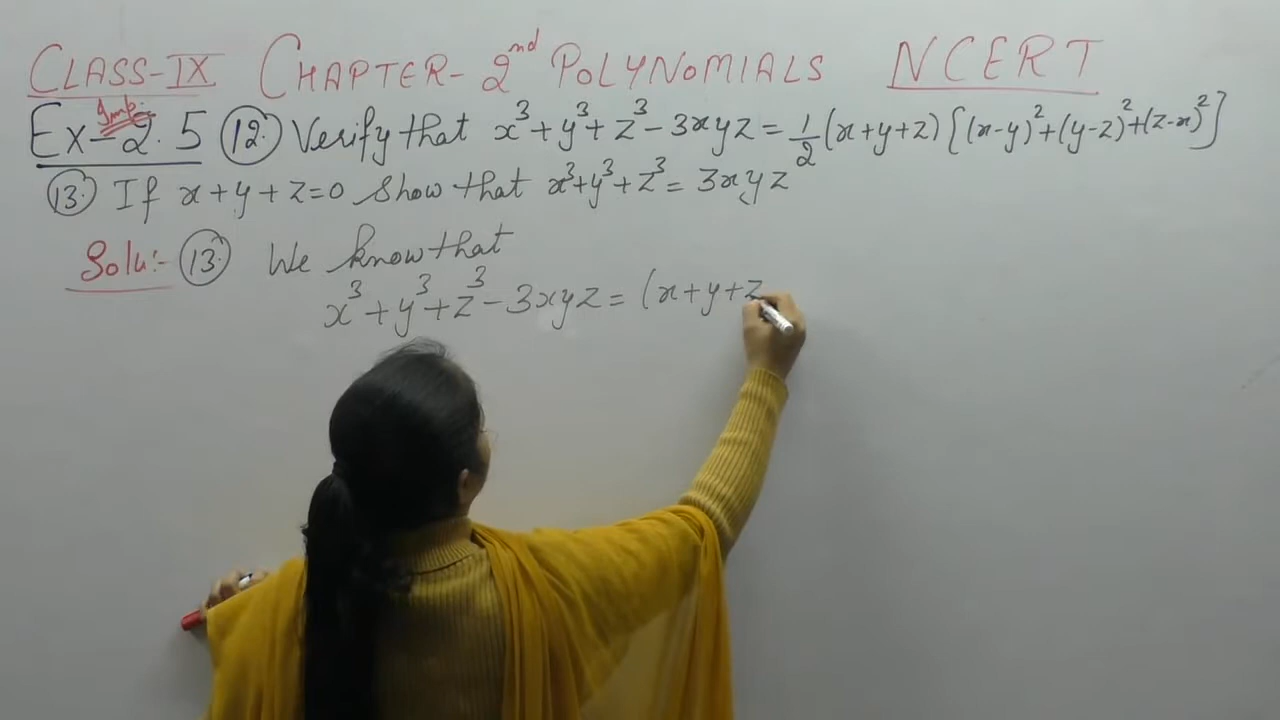 CLASS-IX CHAPTER-2nd POLYNOMIALS NCERT
Imp.
Ex-2.5 (12.) Verify that x³+y³+z³-3xyz=1/2(x+y+z)[(x-y)²+(y-z)²+(z-x)²]
(13.) If x+y+z=0 Show that x³+y³+z³=3xyz
Solu:- (13.) We know that
x³+y³+z³-3xyz=(x+y+z